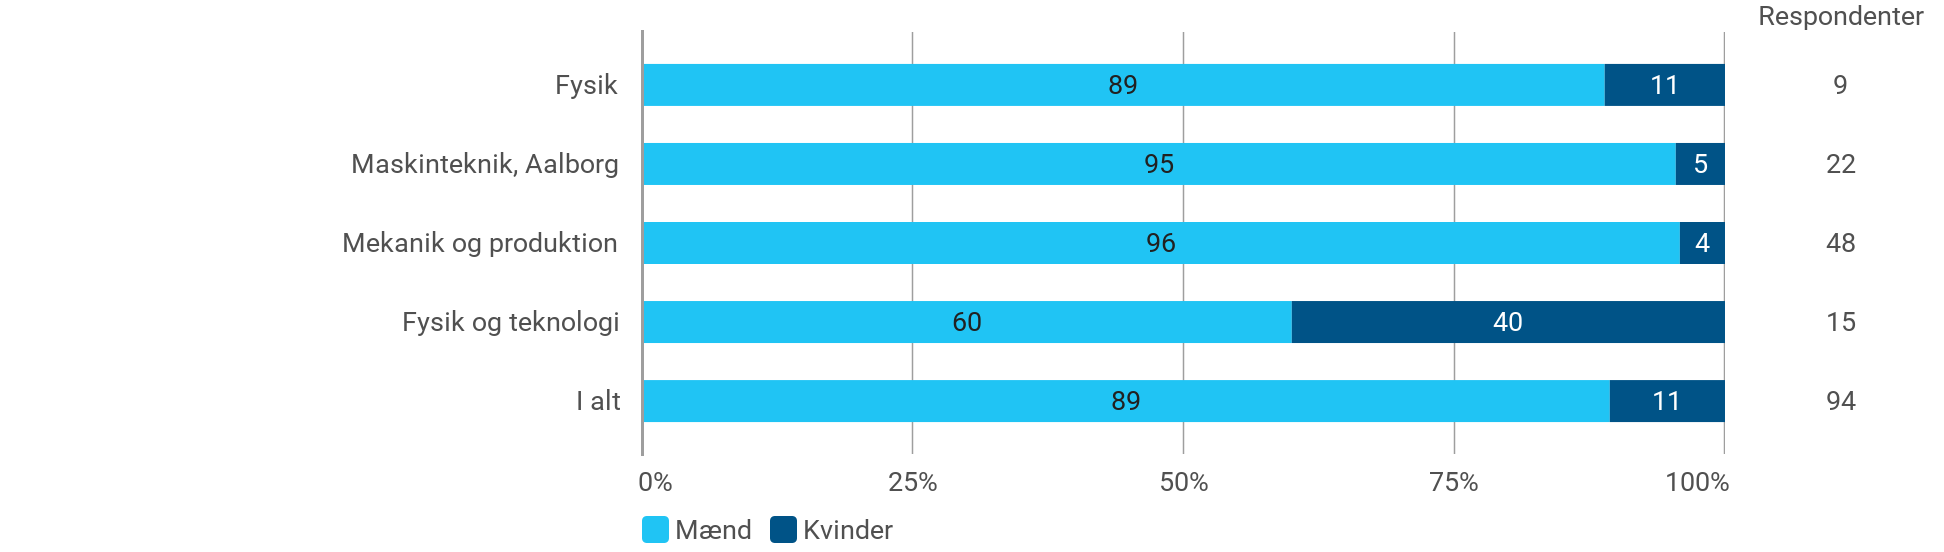 Respondenter
Fysik 89 11 9
Maskinteknik, Aalborg 95 5 22
Mekanik og produktion 96 4 48
Fysik og teknologi 60 40 15
I alt 89 11 94
0% 25% 50% 75% 100%
Mænd Kvinder